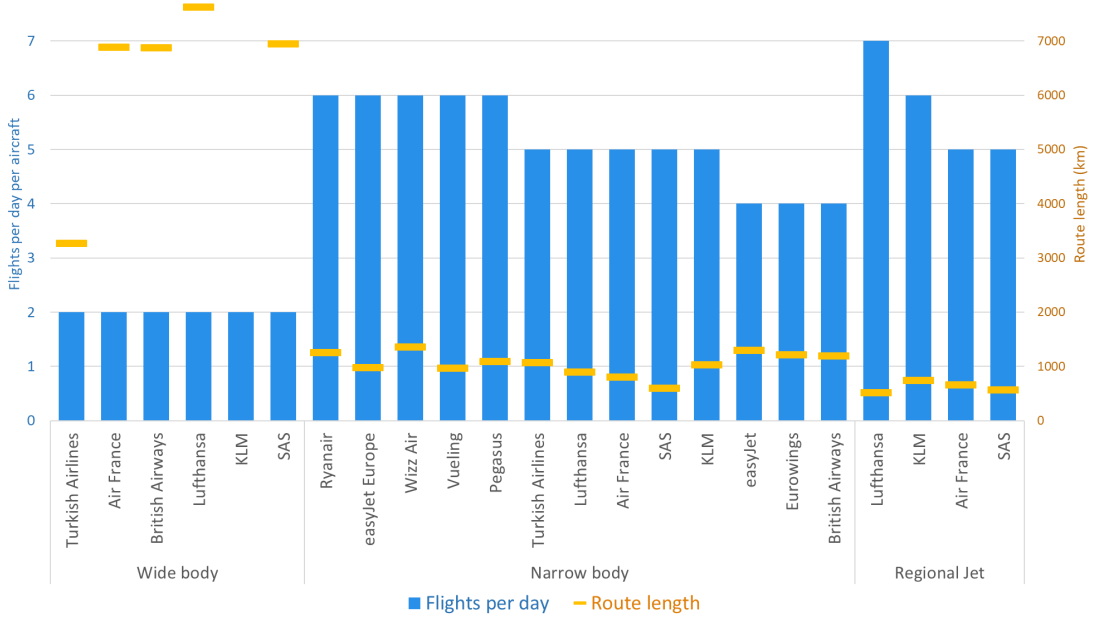 7
6
5
4
3
2
1
0
Flights per day per aircraft
7000
6000
5000
4000
3000
2000
1000
0
Route length (km)
Turkish Airlines
Air France
British Airways
Lufthansa
KLM
SAS
Ryanair
easyJet Europe
Wizz Air
Vueling
Pegasus
Turkish Airlines
Lufthansa
Air France
SAS
KLM
easyJet
Eurowings
British Airways
Lufthansa
KLM
Air France
SAS
Wide body
Narrow body
Regional Jet
Flights per day
Route length